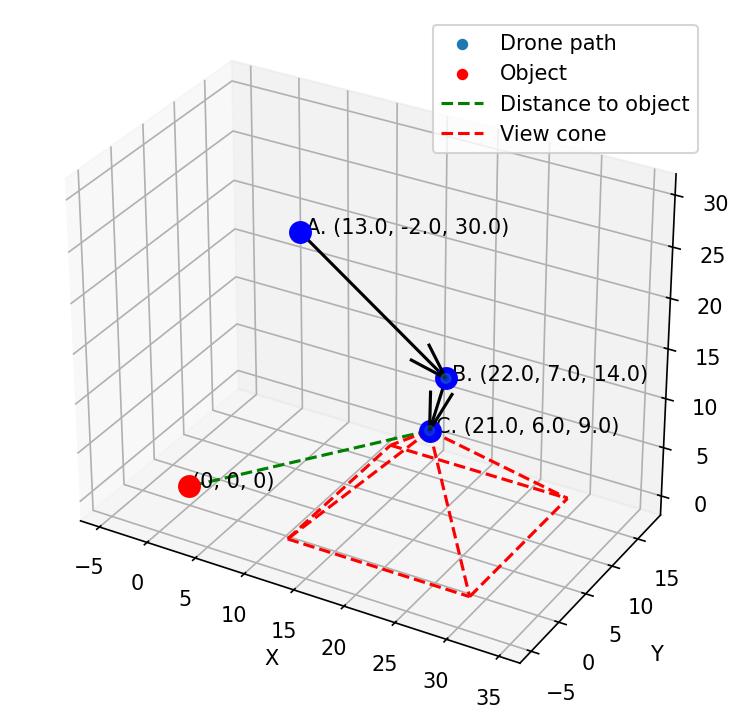 Drone path
Object
Distance to object
View cone
A. (13.0, -2.0, 30.0)
B. (22.0, 7.0, 14.0)
C. (21.0, 6.0, 9.0)
(0, 0, 0)
30
25
20
15
10
5
0
−5
0
5
10
15
20
25
30
35
X
15
10
5
0
−5
Y